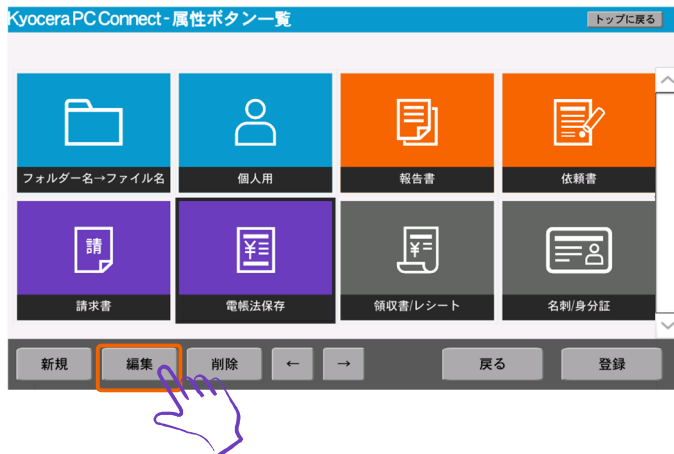 Kyocera PC Connect - 属性ボタン一覧
トップに戻る
フォルダー名→ファイル名
個人用
報告書
依頼書
請
請求書
¥
電帳法保存
¥
領収書/レシート
名刺/身分証
新規
編集
削除
←
→
戻る
登録